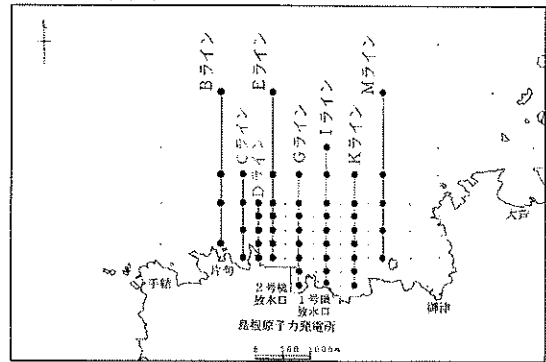 Bライン
Cライン
Dライン
Eライン
Gライン
Iライン
Kライン
Mライン
手結
片句
2号機
放水口
1号機
放水口
島根原子力発電所
御津
大芦
0 500 1000m